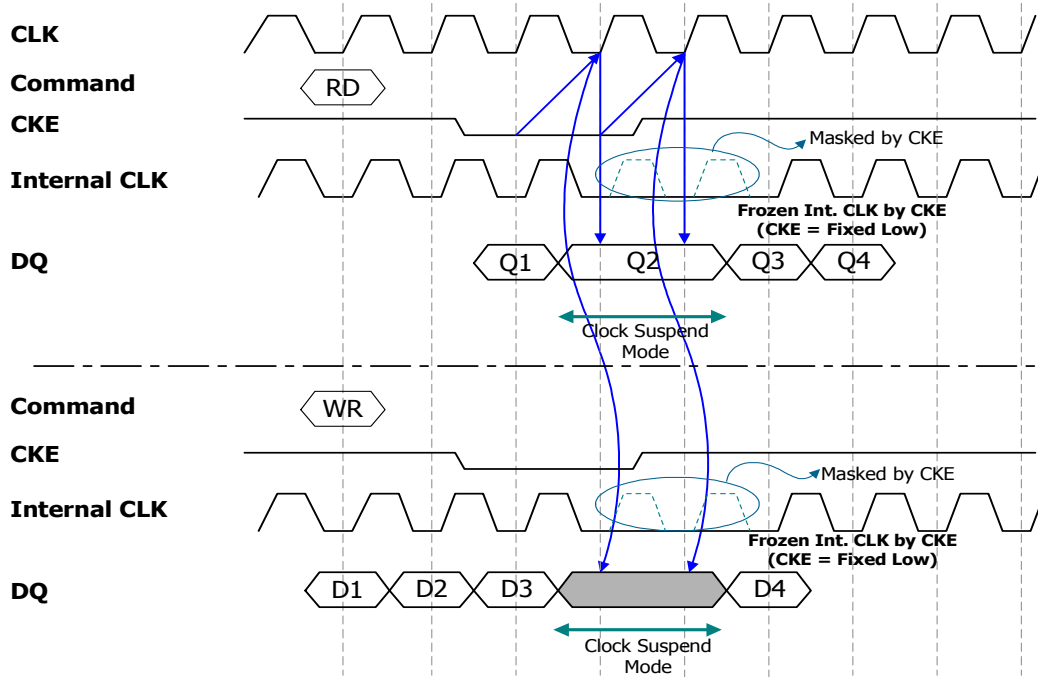 CLK
Command
RD
CKE
Masked by CKE
Internal CLK
Frozen Int. CLK by CKE
(CKE = Fixed Low)
DQ
Q1
Q2
Q3
Q4
Clock Suspend
Mode
Command
WR
CKE
Masked by CKE
Internal CLK
Frozen Int. CLK by CKE
(CKE = Fixed Low)
DQ
D1
D2
D3
D4
Clock Suspend
Mode